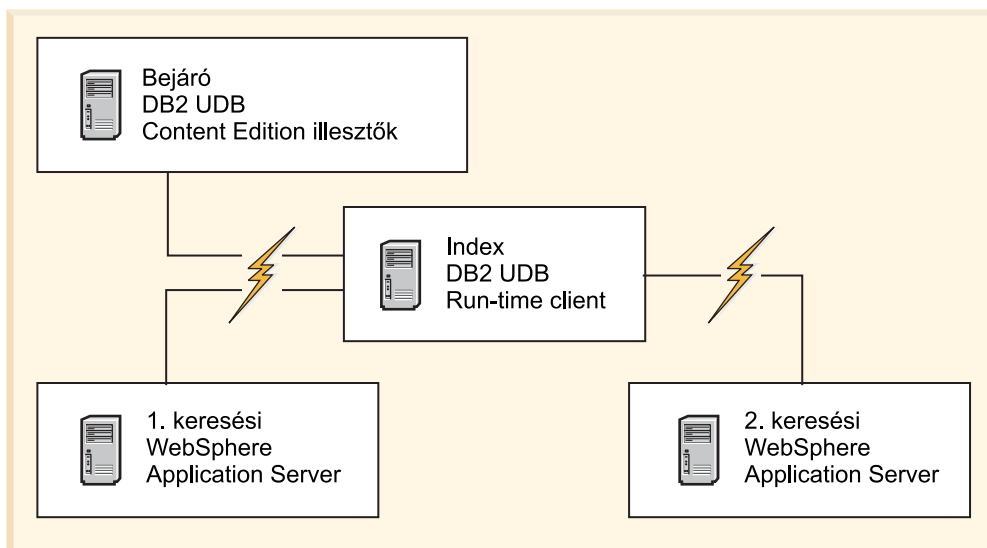 Bejáró
DB2 UDB
Content Edition illesztők
Index
DB2 UDB
Run-time client
1. keresési
WebSphere
Application Server
2. keresési
WebSphere
Application Server